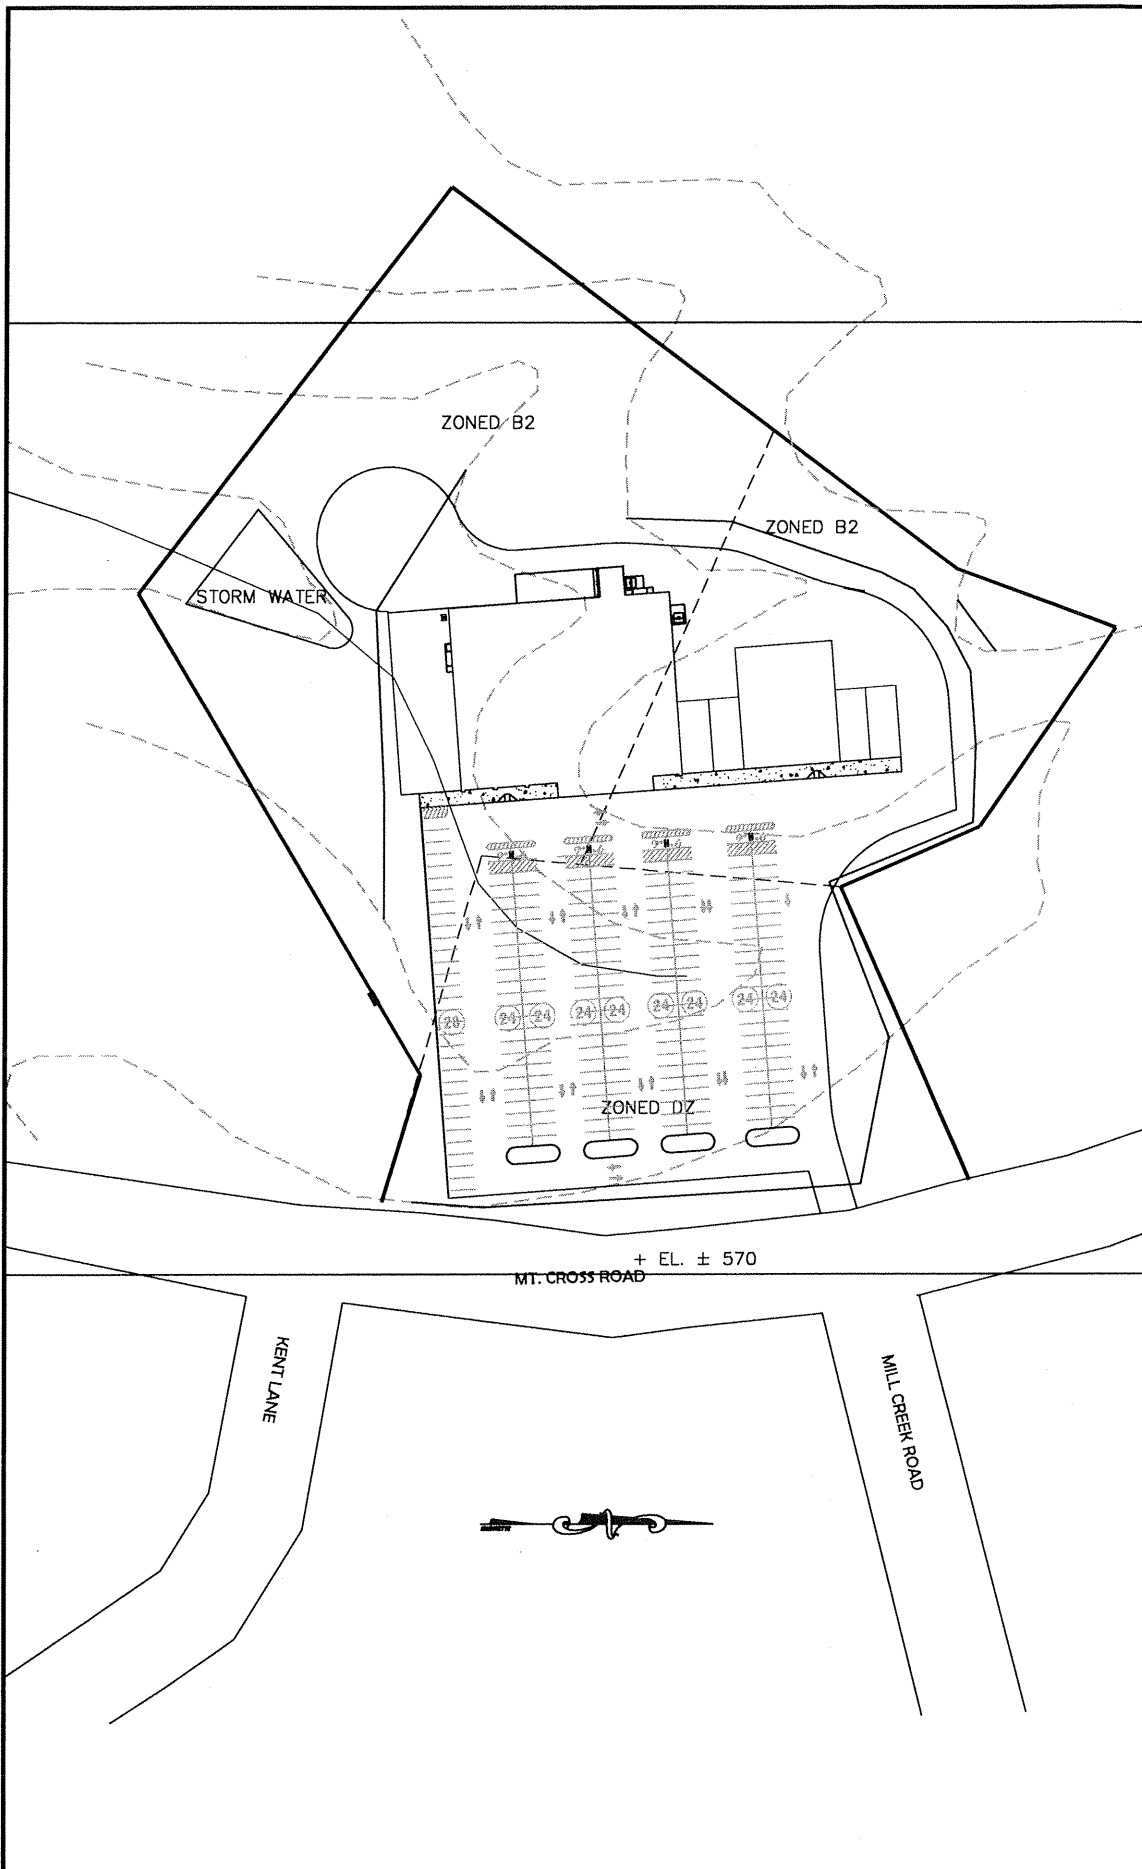 ZONED B2
ZONED B2
STORM WATER
24 24 24 24 24 24 24 24
ZONED DZ
+ EL. ± 570
MT. CROSS ROAD
KENT LANE
MILL CREEK ROAD